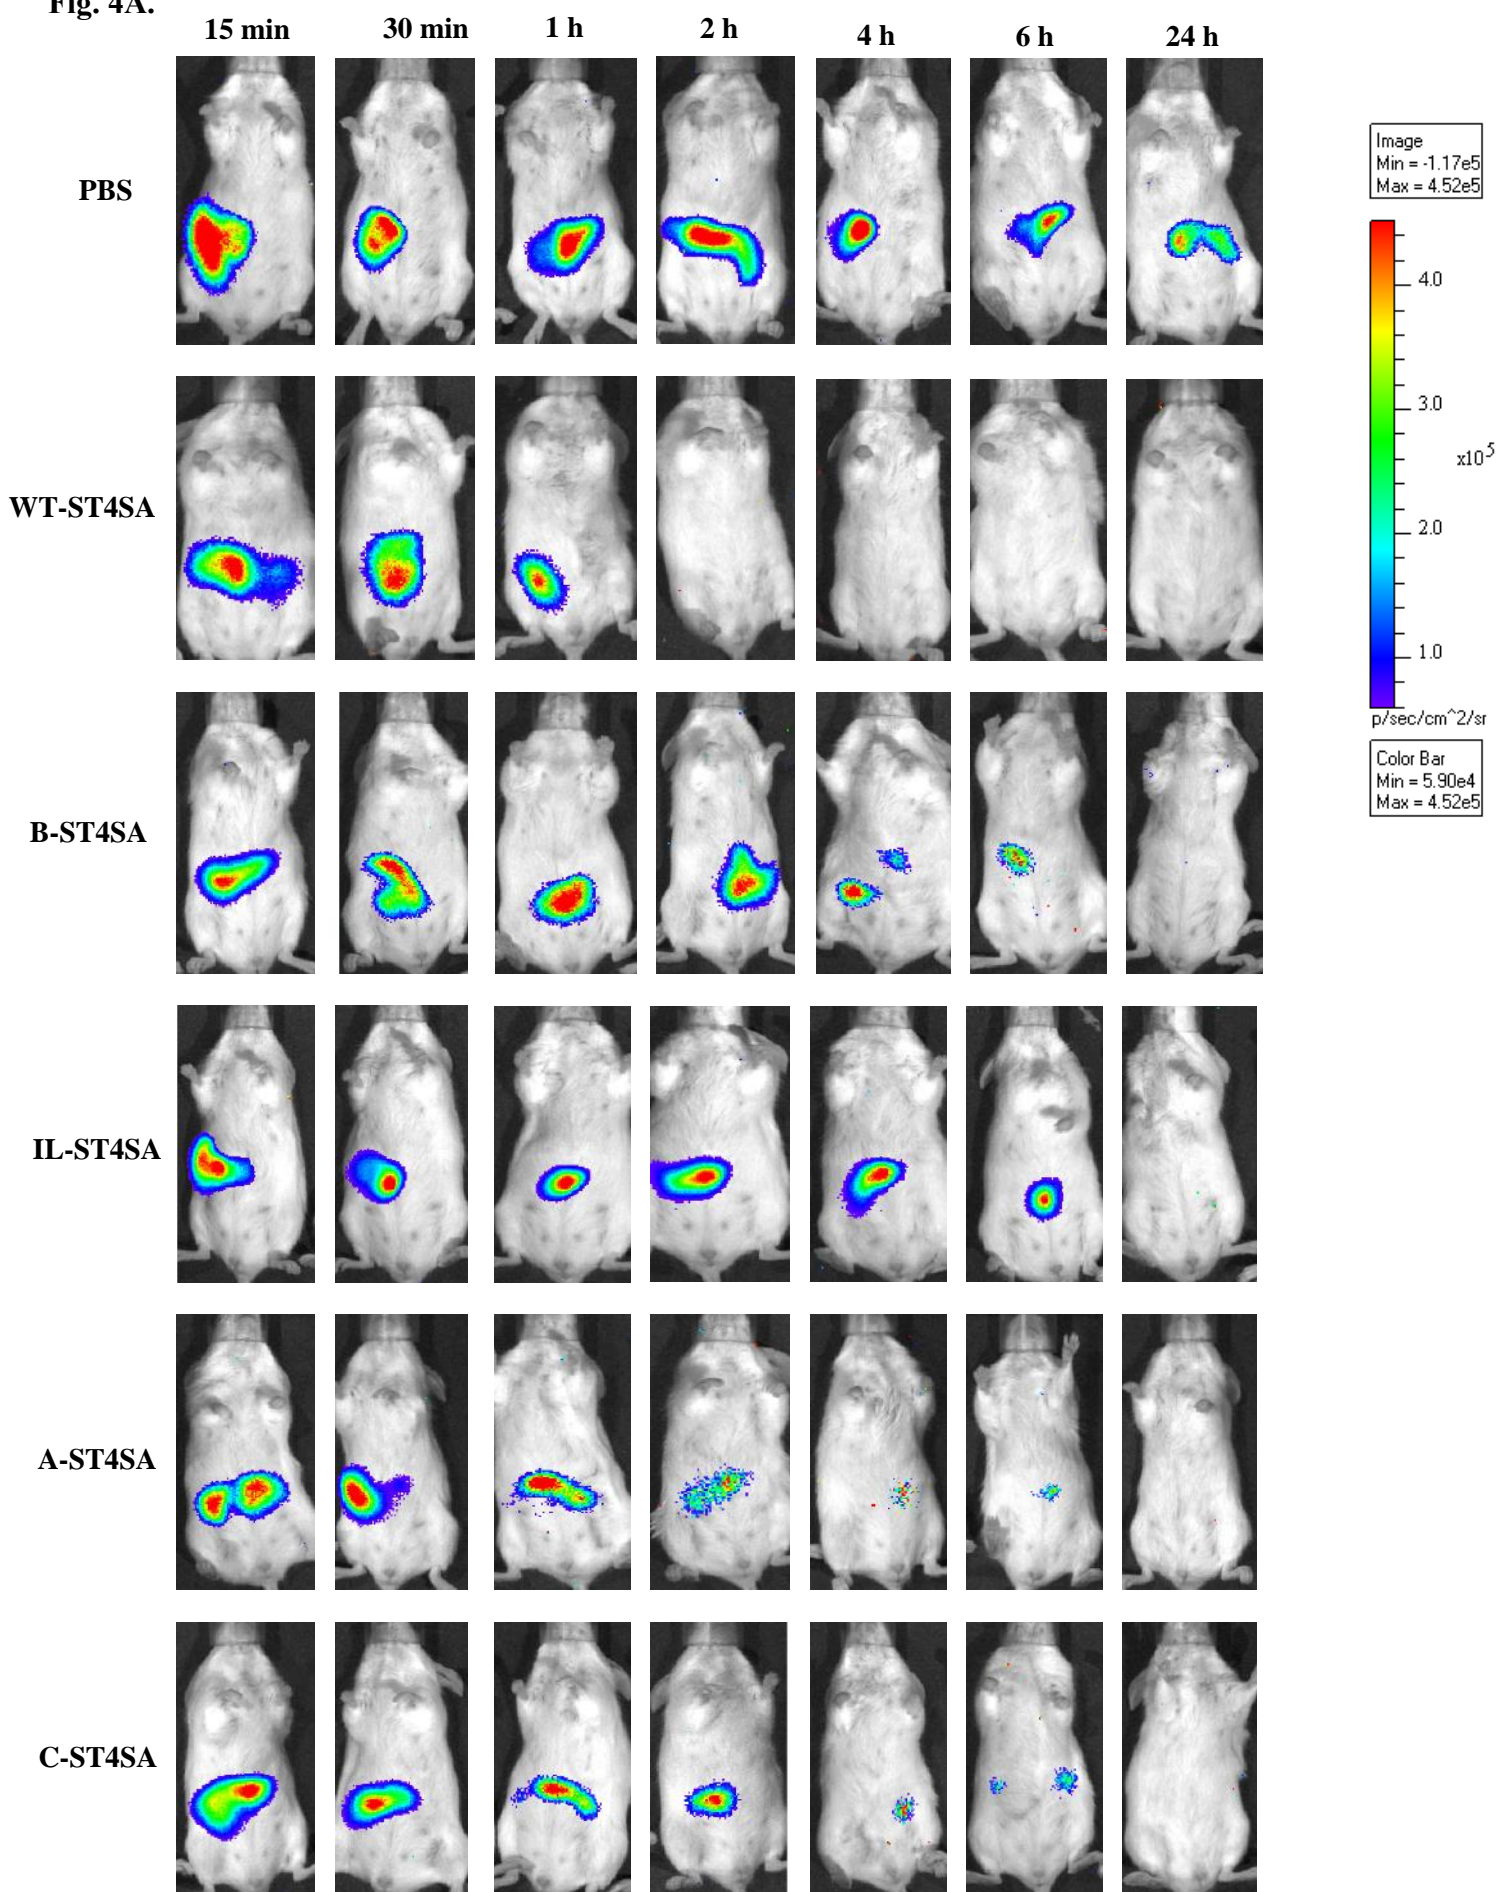 Fig. 4A.
15 min 30 min 1 h 2 h 4 h 6 h 24 h
PBS
WT-ST4SA
B-ST4SA
IL-ST4SA
A-ST4SA
C-ST4SA
Image
Min = -1.17e5
Max = 4.52e5
4.0
3.0
x10^5
2.0
1.0
p/sec/cm^2/sr
Color Bar
Min = 5.90e4
Max = 4.52e5